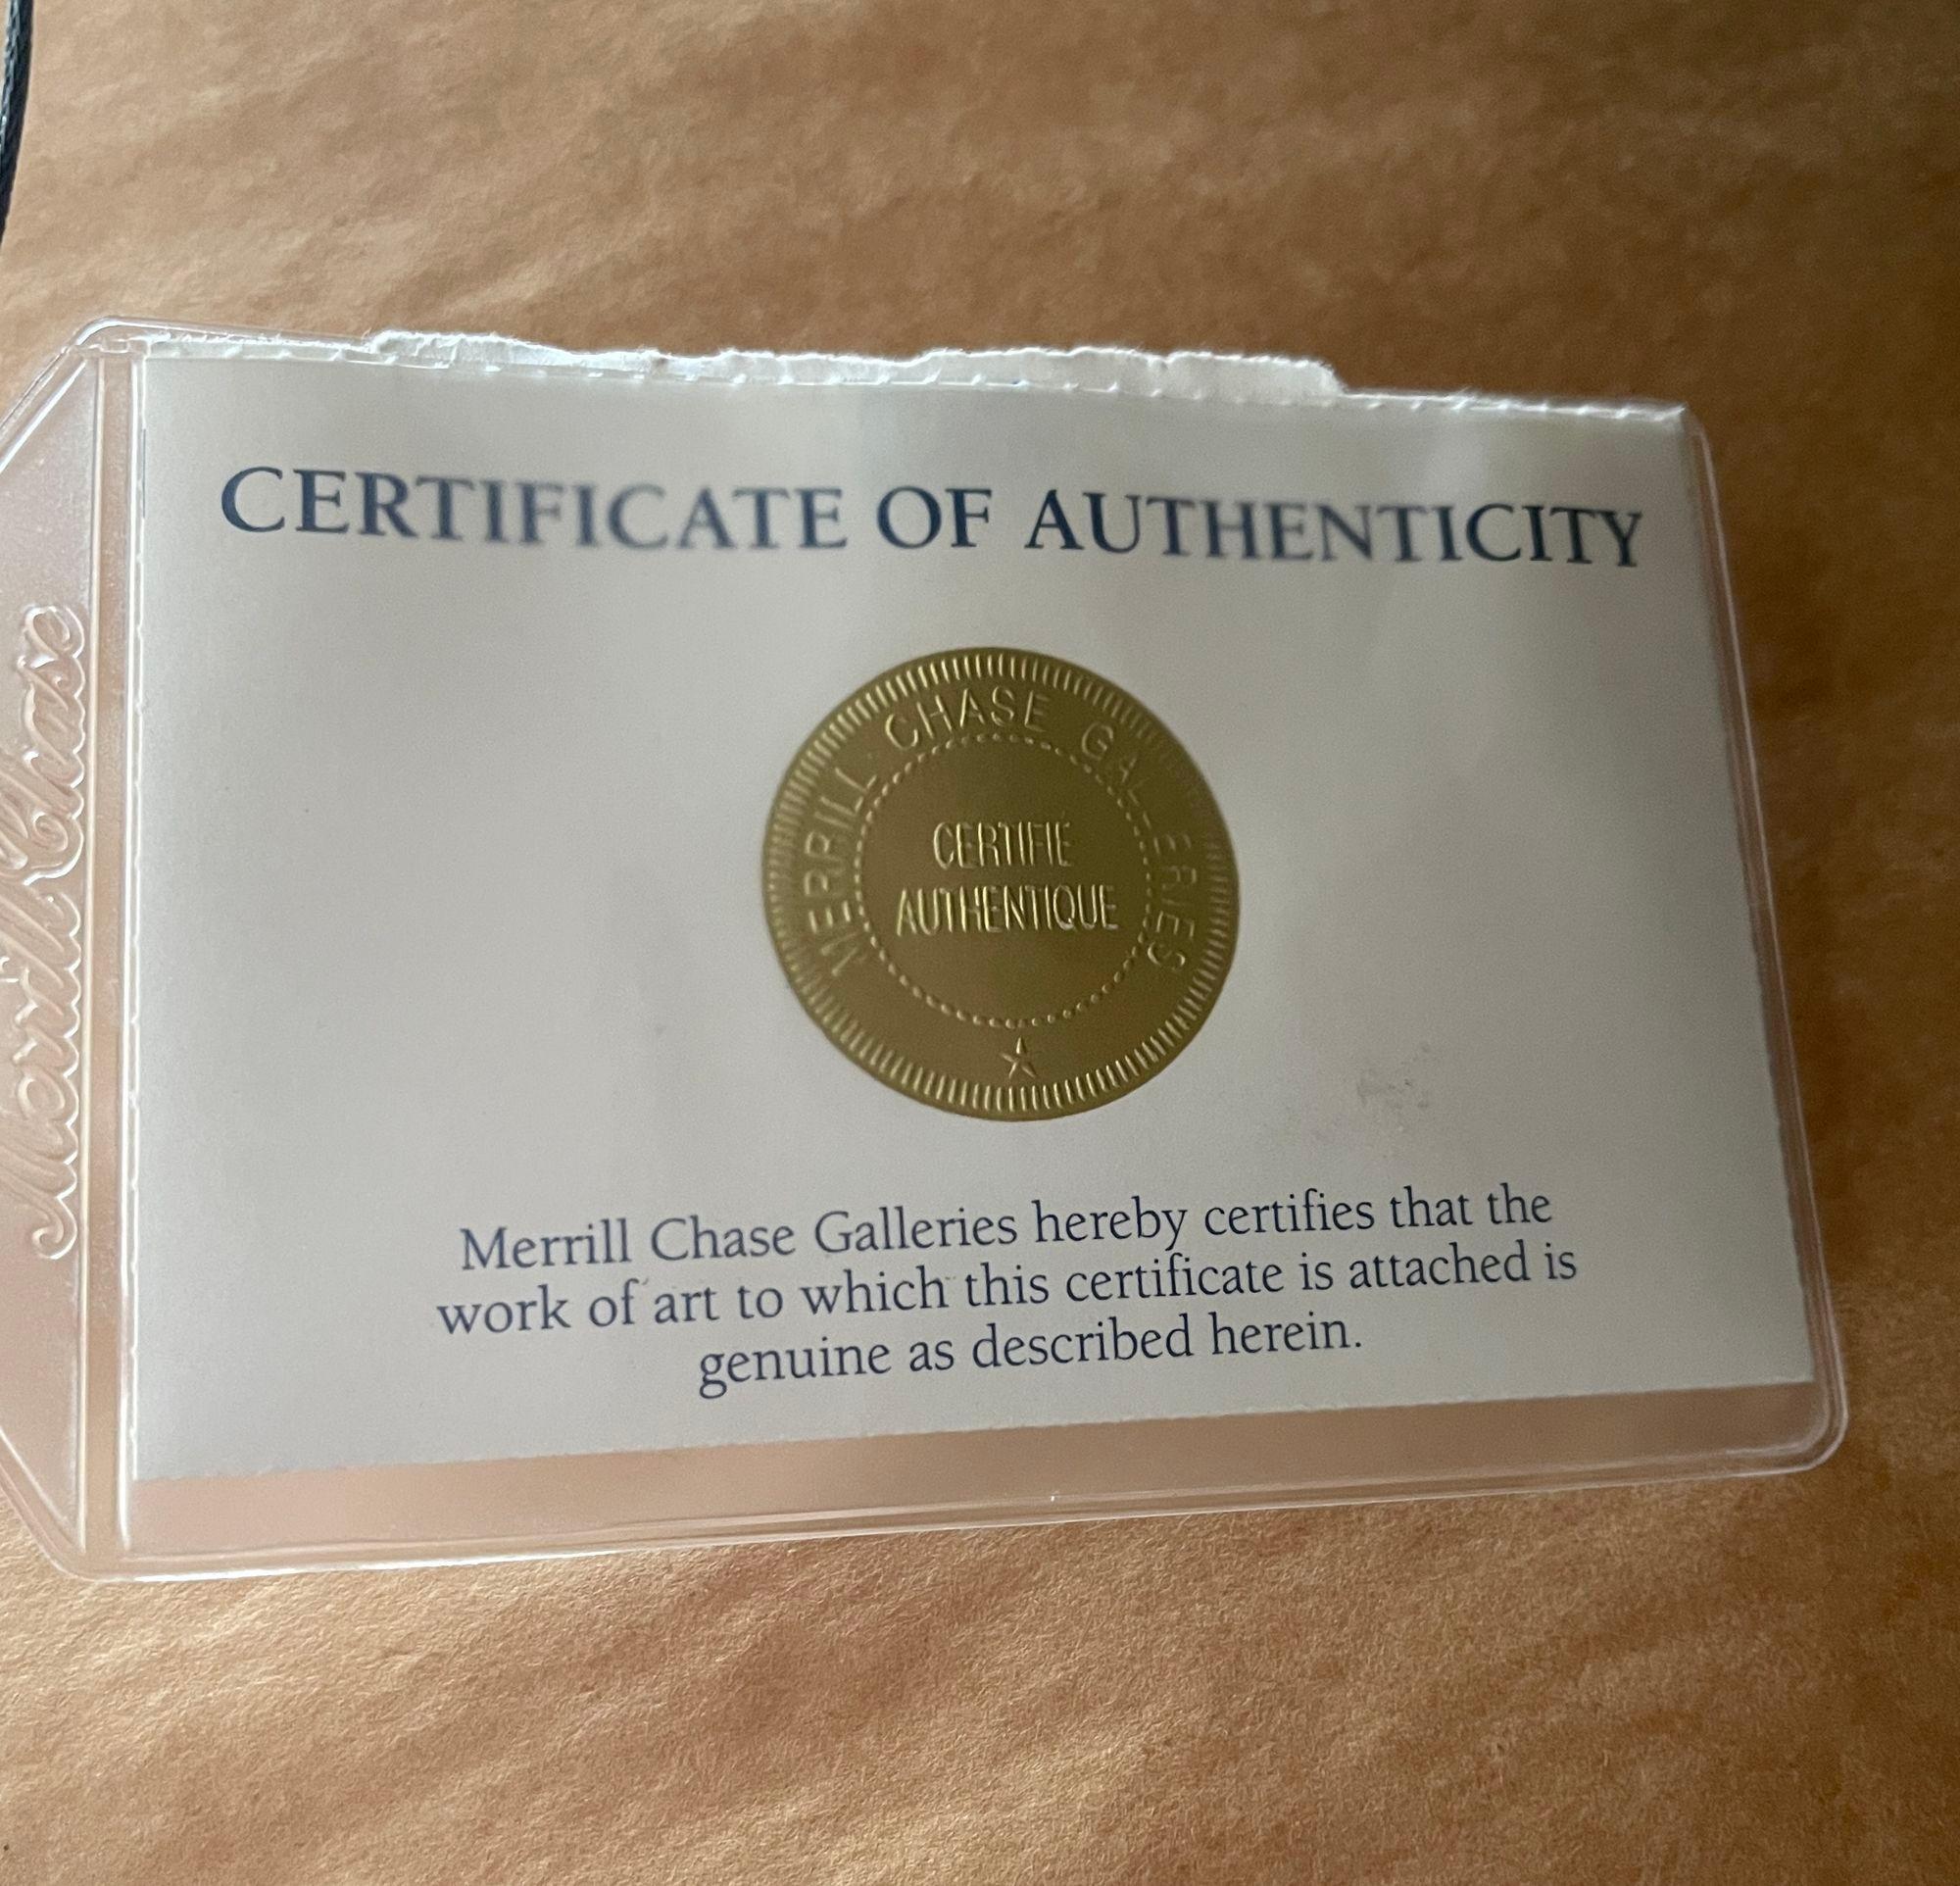 CERTIFICATE OF AUTHENTICITY
MERRILL CHASE GALLERIES
CERTIFIE
AUTHENTIQUE
Merrill Chase Galleries hereby certifies that the
work of art to which this certificate is attached is
genuine as described herein.
Merrill Chase